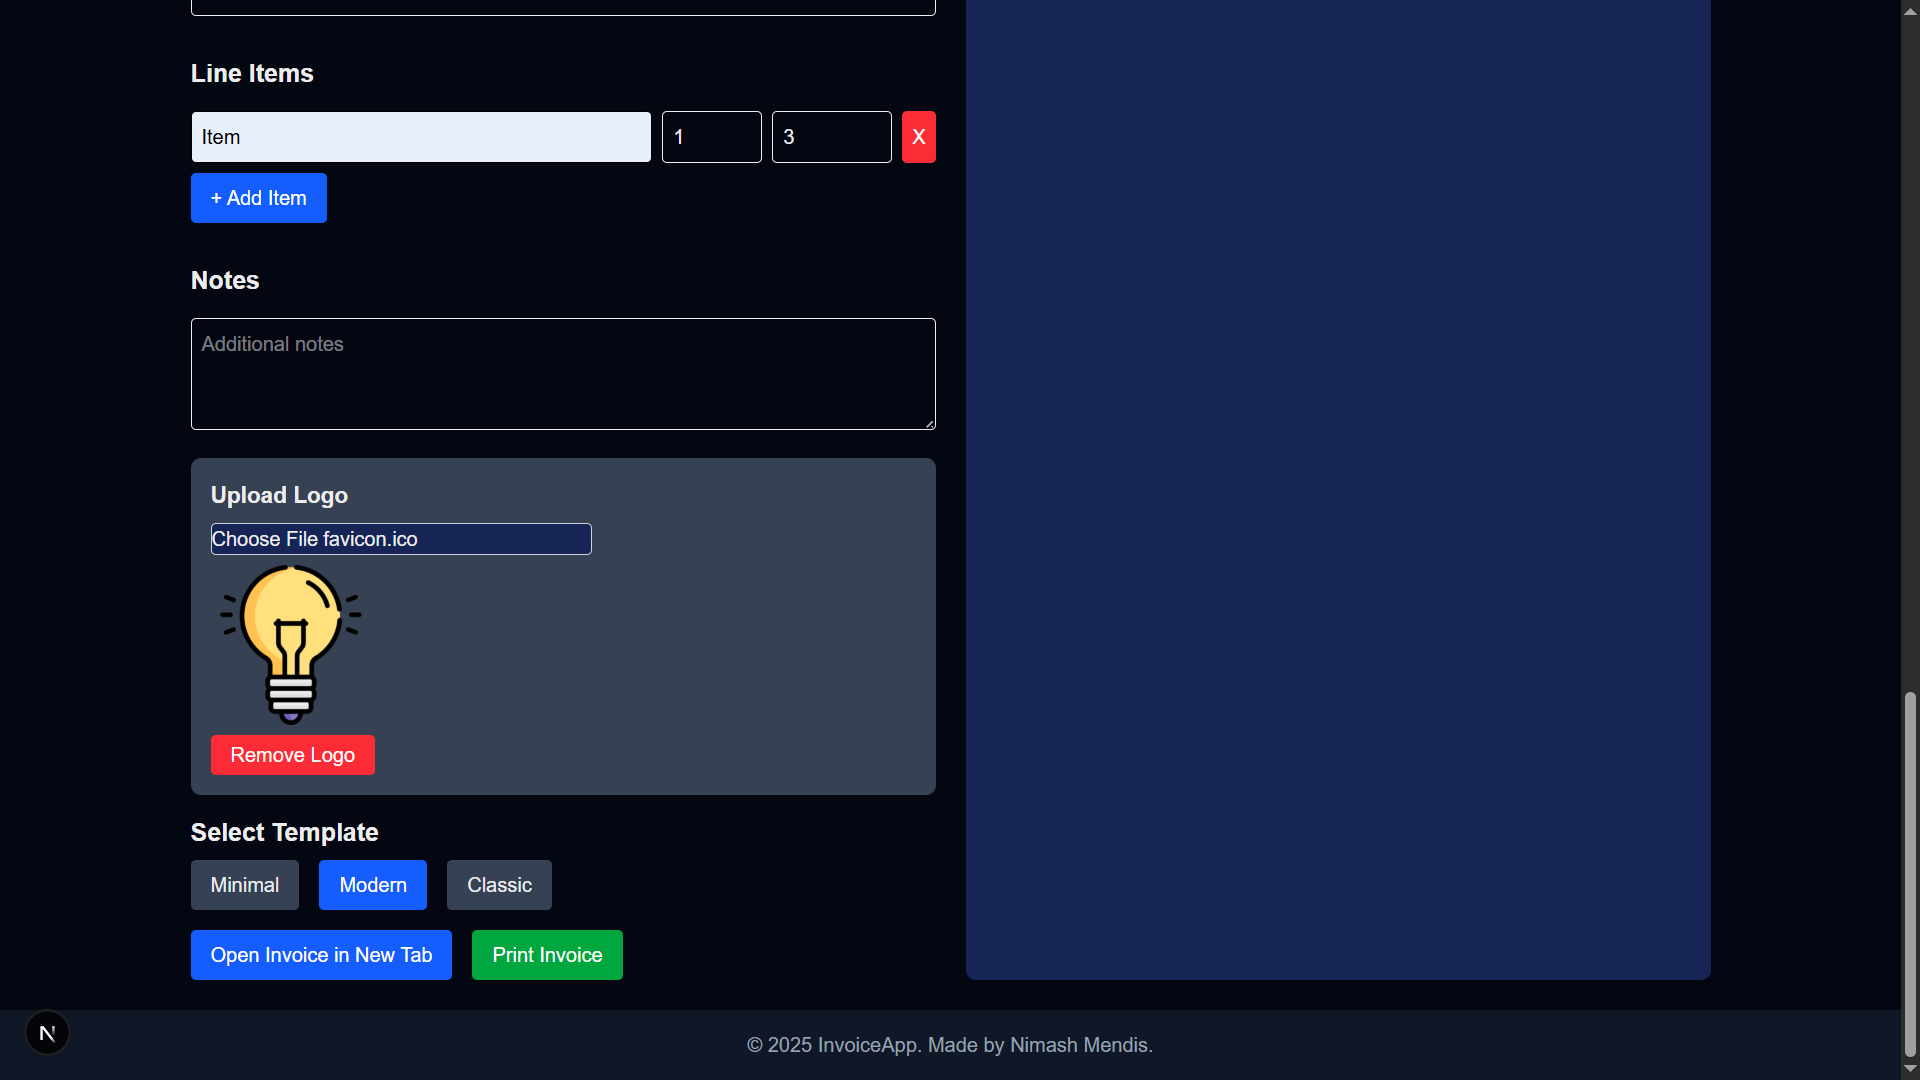 Line Items
Item 1 3 X
+ Add Item
Notes
Additional notes
Upload Logo
Choose File favicon.ico
Remove Logo
Select Template
Minimal Modern Classic
Open Invoice in New Tab Print Invoice
N
© 2025 InvoiceApp. Made by Nimash Mendis.